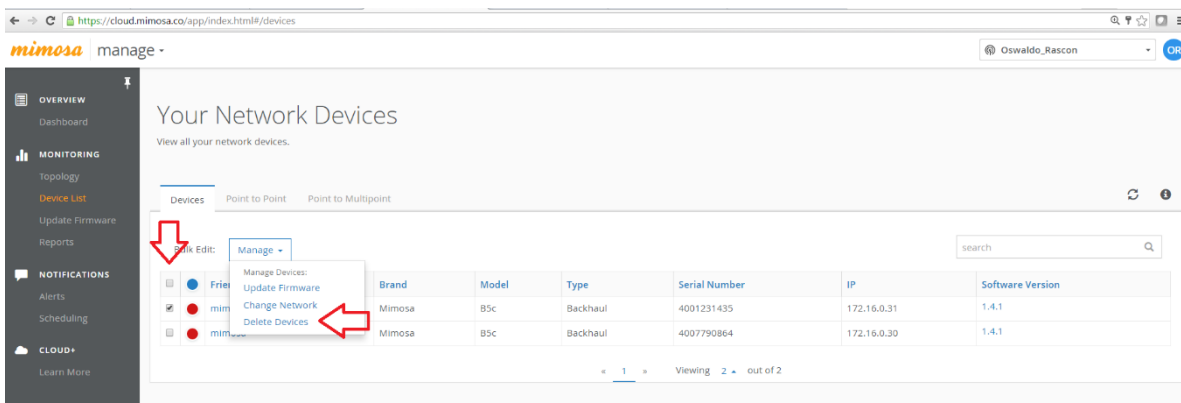 https://cloud.mimosa.co/app/index.html#/devices
mimosa manage
Oswaldo_Rascon
OR
OVERVIEW
Dashboard
MONITORING
Topology
Device List
Update Firmware
Reports
NOTIFICATIONS
Alerts
Scheduling
CLOUD+
Learn More
Your Network Devices
View all your network devices.
Devices Point to Point Point to Multipoint
Edit: Manage
search
Manage Devices:
Update Firmware
Change Network
Delete Devices
Brand Model Type Serial Number IP Software Version
Mimosa B5c Backhaul 4001231435 172.16.0.31 1.4.1
Mimosa B5c Backhaul 4007790864 172.16.0.30 1.4.1
« 1 » Viewing 2 out of 2